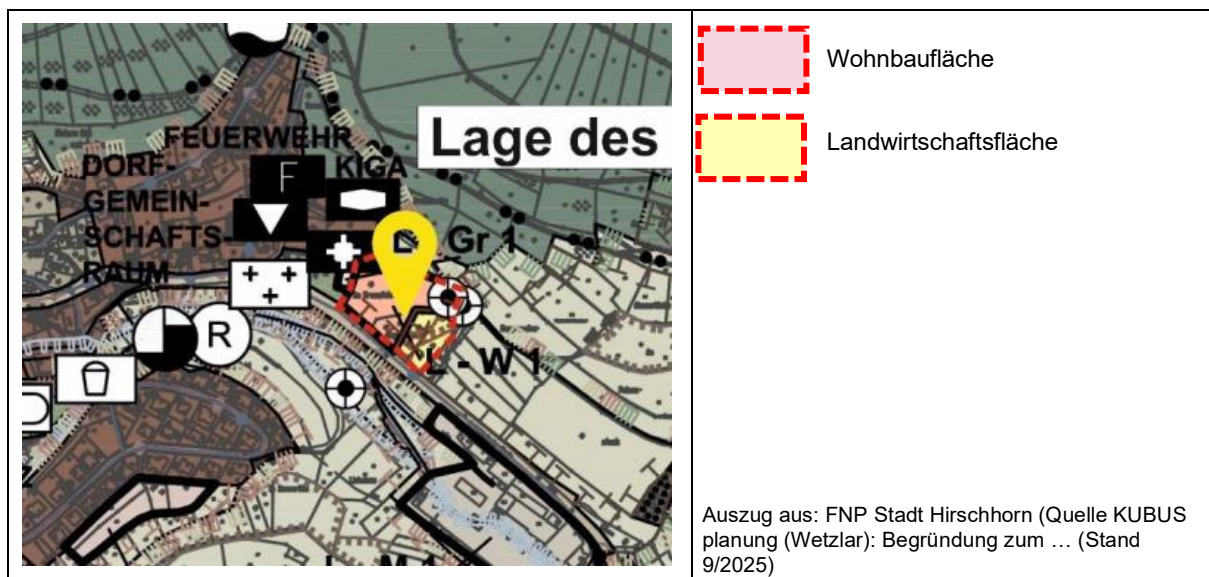 FEUERWEHR
Lage des
DORF-
KIGA
F
GEMEIN-
SCHAFTS-
RAUM
Gr 1
R
L - W 1
Wohnbaufläche
Landwirtschaftsfläche
Auszug aus: FNP Stadt Hirschhorn (Quelle KUBUS
planung (Wetzlar): Begründung zum … (Stand
9/2025)